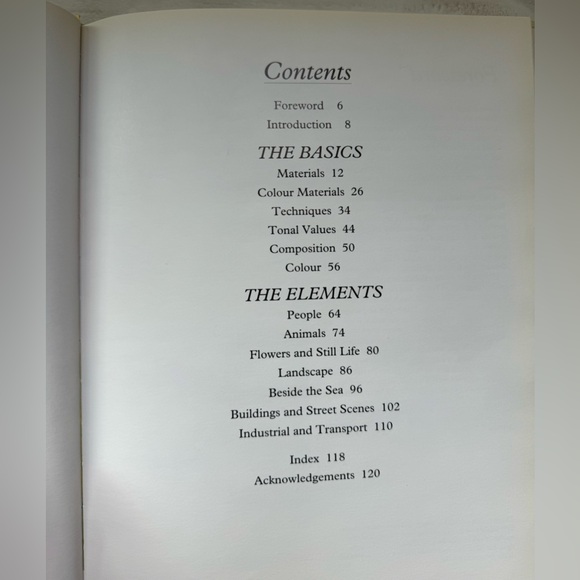 Contents
Foreword 6
Introduction 8
THE BASICS
Materials 12
Colour Materials 26
Techniques 34
Tonal Values 44
Composition 50
Colour 56
THE ELEMENTS
People 64
Animals 74
Flowers and Still Life 80
Landscape 86
Beside the Sea 96
Buildings and Street Scenes 102
Industrial and Transport 110
Index 118
Acknowledgements 120